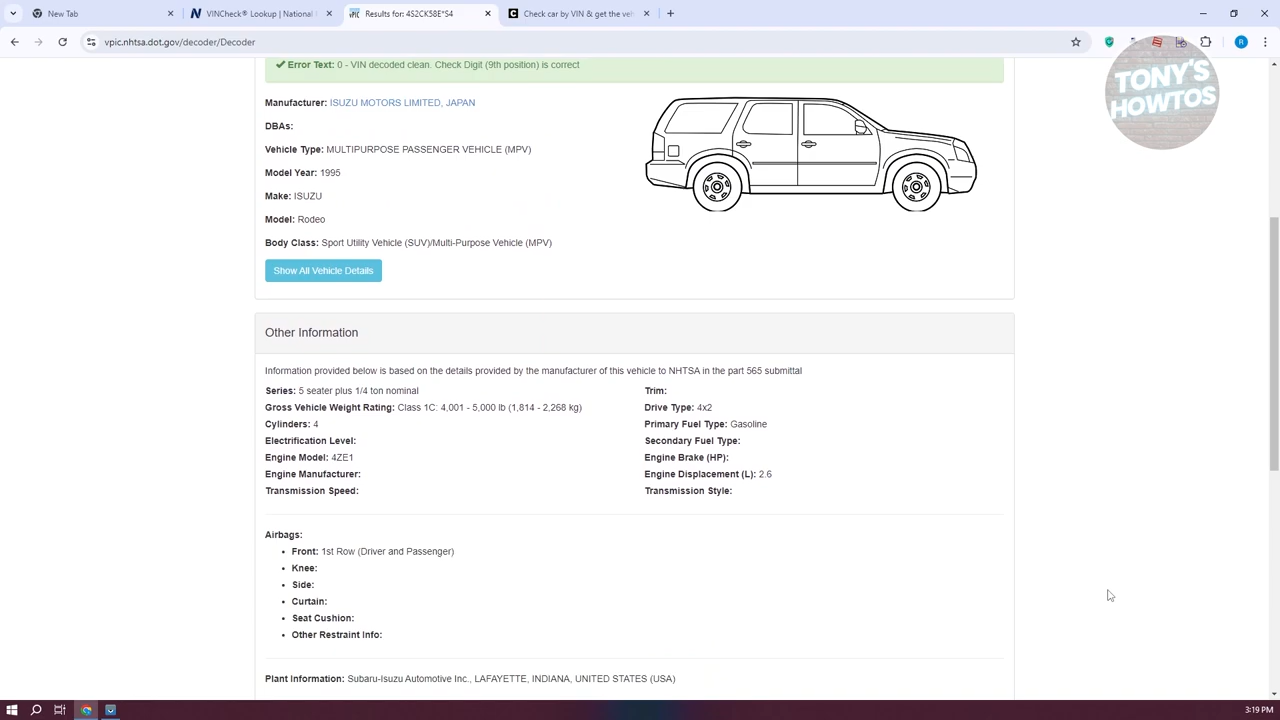 New Tab
VINCheck® Lookup | National I
Results for: 4S2CK58E*S4
Check car by VIN & get the veh
vpic.nhtsa.dot.gov/decoder/Decoder
R
TONY'S
HOWTOS
Error Text: 0 - VIN decoded clean. Check Digit (9th position) is correct
Manufacturer: ISUZU MOTORS LIMITED, JAPAN
DBAs:
Vehicle Type: MULTIPURPOSE PASSENGER VEHICLE (MPV)
Model Year: 1995
Make: ISUZU
Model: Rodeo
Body Class: Sport Utility Vehicle (SUV)/Multi-Purpose Vehicle (MPV)
Show All Vehicle Details
Other Information
Information provided below is based on the details provided by the manufacturer of this vehicle to NHTSA in the part 565 submittal
Series: 5 seater plus 1/4 ton nominal
Trim:
Gross Vehicle Weight Rating: Class 1C: 4,001 - 5,000 lb (1,814 - 2,268 kg)
Drive Type: 4x2
Cylinders: 4
Primary Fuel Type: Gasoline
Electrification Level:
Secondary Fuel Type:
Engine Model: 4ZE1
Engine Brake (HP):
Engine Manufacturer:
Engine Displacement (L): 2.6
Transmission Speed:
Transmission Style:
Airbags:
Front: 1st Row (Driver and Passenger)
Knee:
Side:
Curtain:
Seat Cushion:
Other Restraint Info:
Plant Information: Subaru-Isuzu Automotive Inc., LAFAYETTE, INDIANA, UNITED STATES (USA)
3:19 PM